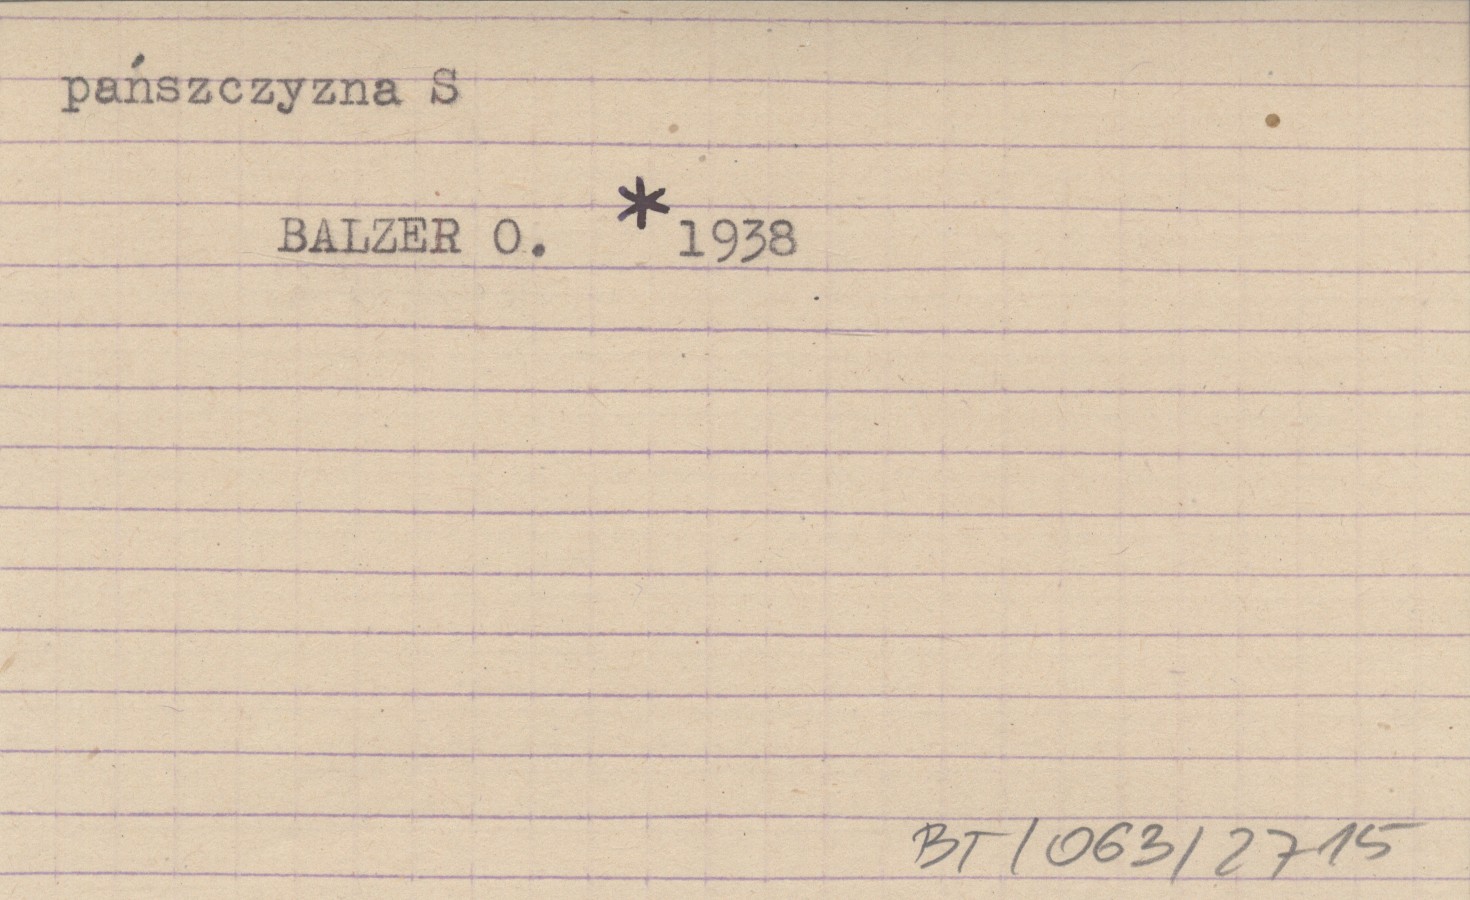 pańszczyzna S
BALZER O. * 1938
BT/063/2715